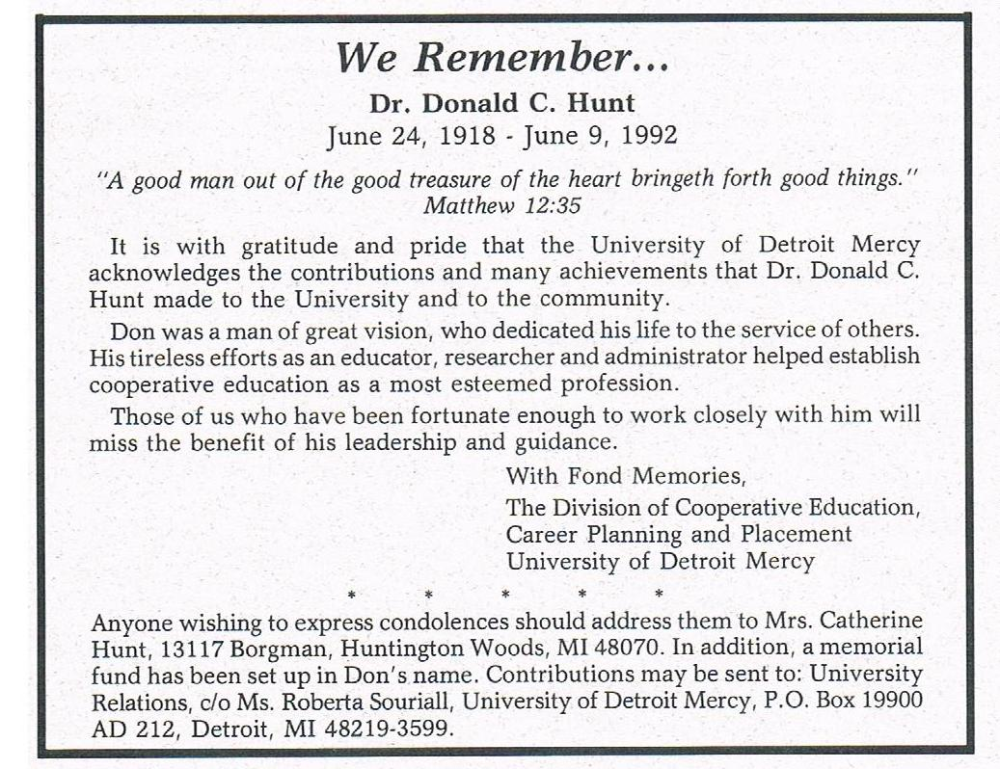 We Remember...
Dr. Donald C. Hunt
June 24, 1918 - June 9, 1992
"A good man out of the good treasure of the heart bringeth forth good things."
Matthew 12:35
It is with gratitude and pride that the University of Detroit Mercy
acknowledges the contributions and many achievements that Dr. Donald C.
Hunt made to the University and to the community.
Don was a man of great vision, who dedicated his life to the service of others.
His tireless efforts as an educator, researcher and administrator helped establish
cooperative education as a most esteemed profession.
Those of us who have been fortunate enough to work closely with him will
miss the benefit of his leadership and guidance.
With Fond Memories,
The Division of Cooperative Education,
Career Planning and Placement
University of Detroit Mercy
* * * * *
Anyone wishing to express condolences should address them to Mrs. Catherine
Hunt, 13117 Borgman, Huntington Woods, MI 48070. In addition, a memorial
fund has been set up in Don's name. Contributions may be sent to: University
Relations, c/o Ms. Roberta Souriall, University of Detroit Mercy, P.O. Box 19900
AD 212, Detroit, MI 48219-3599.